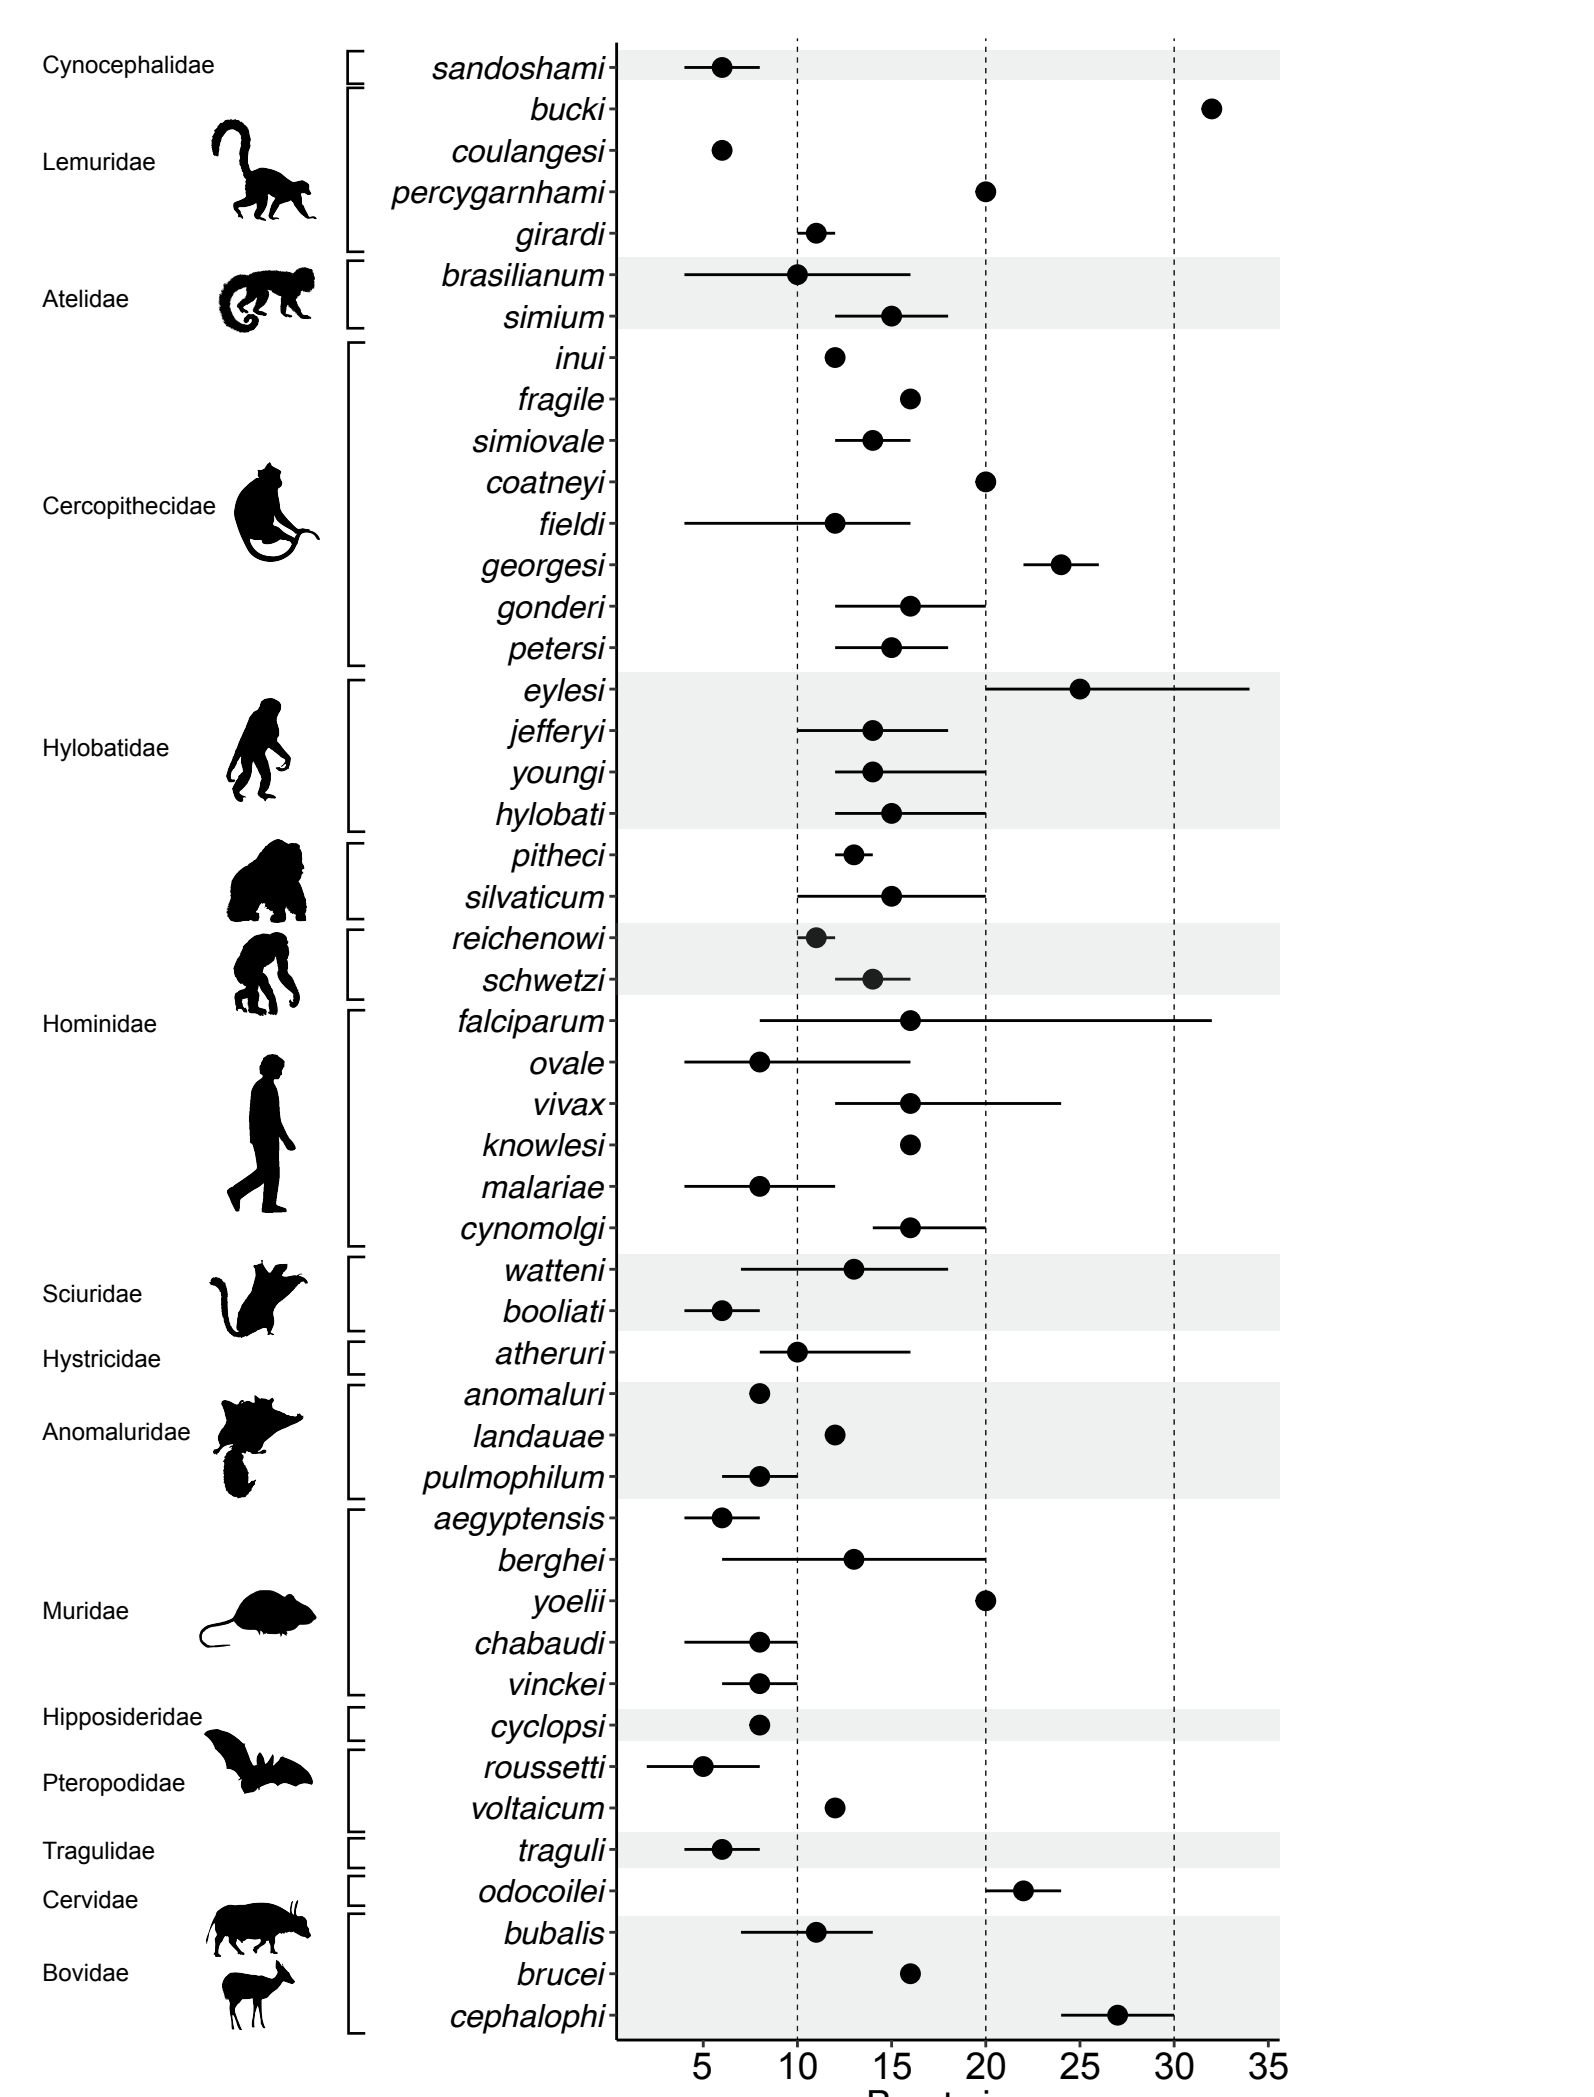 Cynocephalidae
sandoshami
Lemuridae
bucki
coulangesi
percygarnhami
girardi
Atelidae
brasilianum
simium
Cercopithecidae
inui
fragile
simiovale
coatneyi
fieldi
georgesi
gonderi
petersi
Hylobatidae
eylesi
jefferyi
youngi
hylobati
Hominidae
pitheci
silvaticum
reichenowi
schwetzi
falciparum
ovale
vivax
knowlesi
malariae
cynomolgi
Sciuridae
watteni
booliati
Hystricidae
atheruri
Anomaluridae
anomaluri
landauae
pulmophilum
Muridae
aegyptensis
berghei
yoelii
chabaudi
vinckei
Hipposideridae
cyclopsi
Pteropodidae
roussetti
voltaicum
Tragulidae
traguli
Cervidae
odocoilei
Bovidae
bubalis
brucei
cephalophi
5 10 15 20 25 30 35